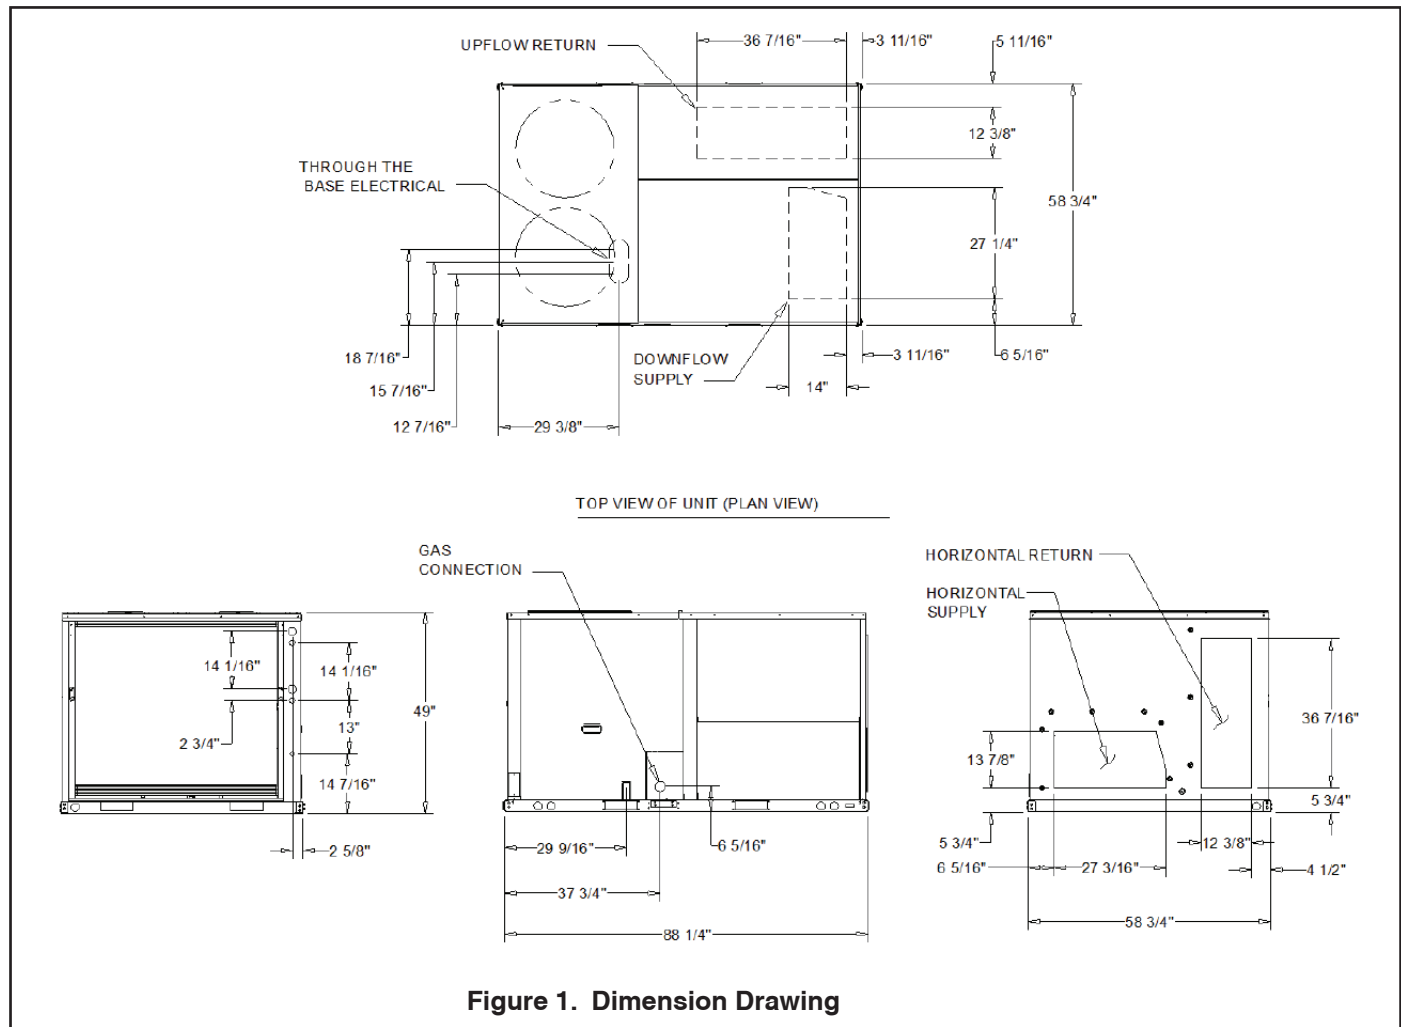 UPFLOW RETURN
36 7/16"
3 11/16"
5 11/16"
12 3/8"
THROUGH THE
BASE ELECTRICAL
58 3/4"
27 1/4"
18 7/16"
DOWNFLOW
SUPPLY
3 11/16"
6 5/16"
15 7/16"
14"
12 7/16"
29 3/8"
TOP VIEW OF UNIT (PLAN VIEW)
GAS
CONNECTION
HORIZONTAL RETURN
HORIZONTAL
SUPPLY
14 1/16"
14 1/16"
49"
13"
2 3/4"
14 7/16"
2 5/8"
29 9/16"
6 5/16"
37 3/4"
88 1/4"
36 7/16"
13 7/8"
5 3/4"
5 3/4"
12 3/8"
6 5/16"
27 3/16"
4 1/2"
58 3/4"
Figure 1. Dimension Drawing